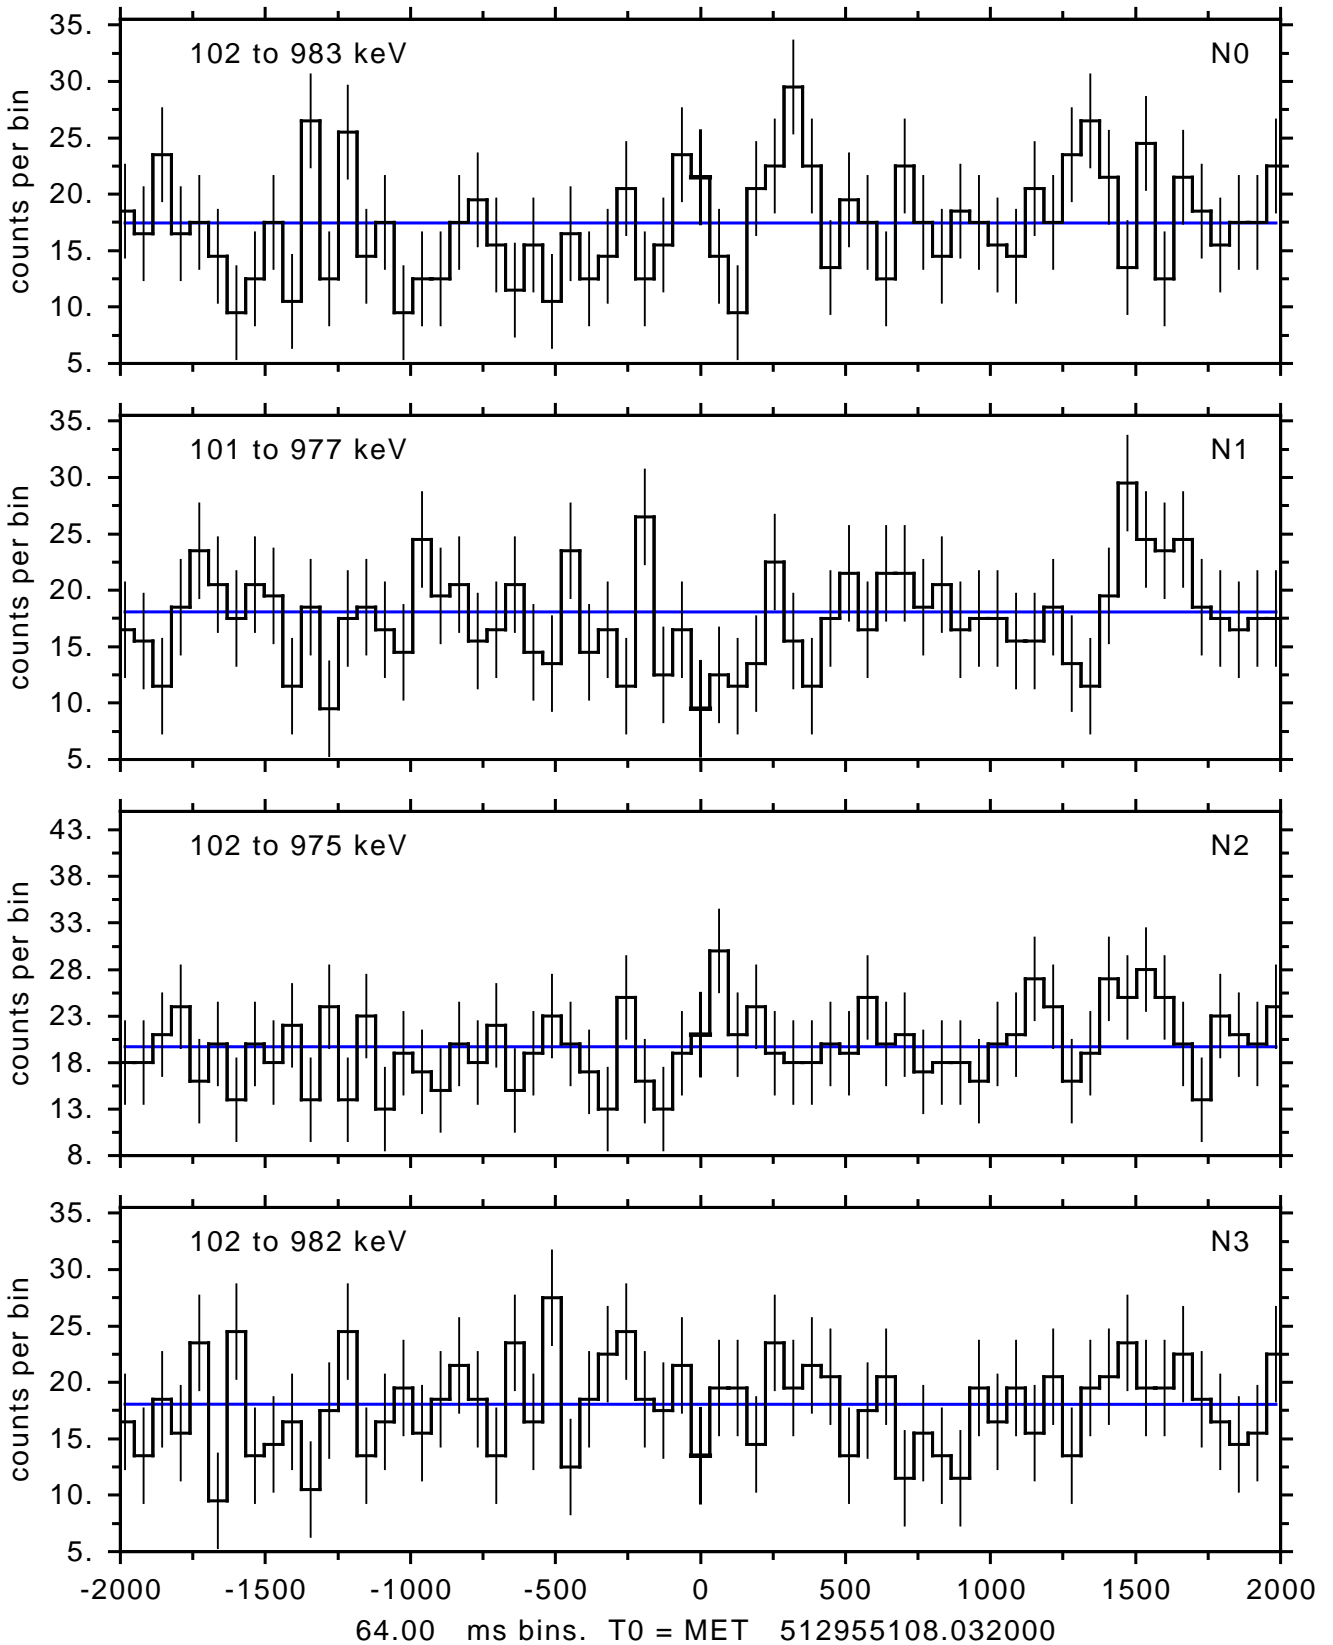 35.
102 to 983 keV N0
30.
25.
20.
15.
10.
5.
counts per bin
35.
101 to 977 keV N1
30.
25.
20.
15.
10.
5.
counts per bin
43.
102 to 975 keV N2
38.
33.
28.
23.
18.
13.
8.
counts per bin
35.
102 to 982 keV N3
30.
25.
20.
15.
10.
5.
counts per bin
-2000 -1500 -1000 -500 0 500 1000 1500 2000
64.00 ms bins. T0 = MET 512955108.032000